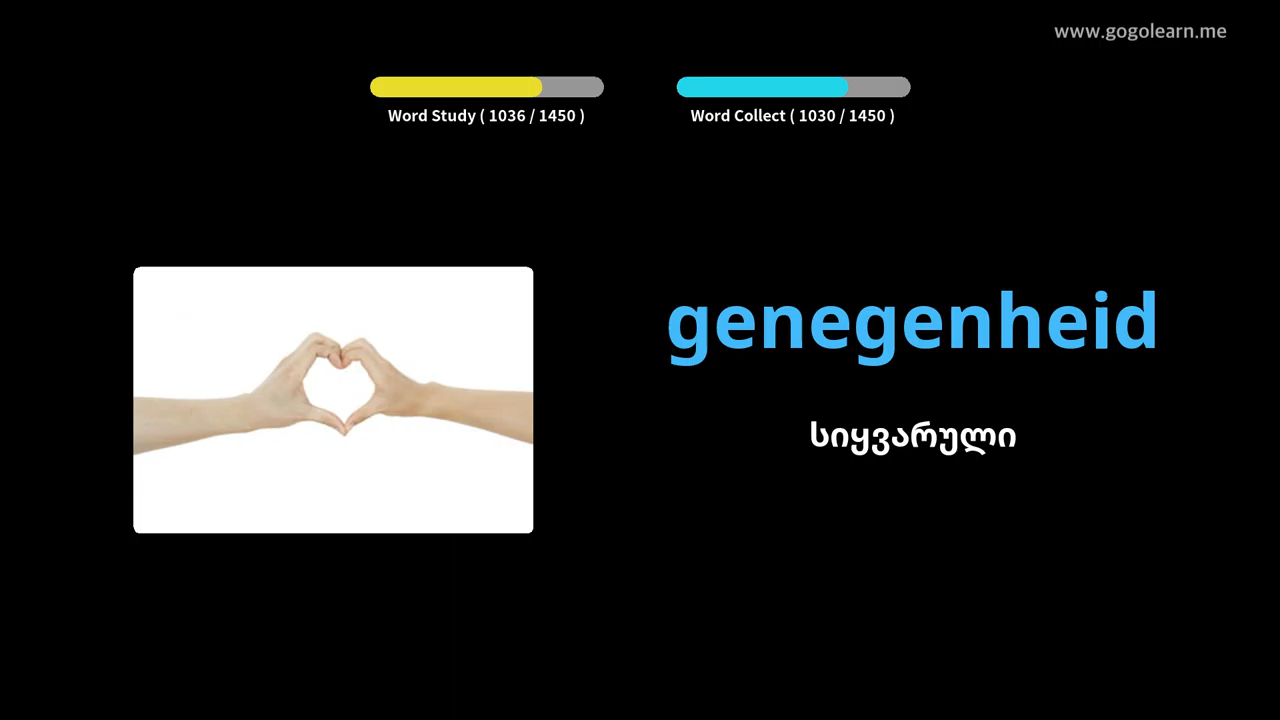 www.gogolearn.me
Word Study ( 1036 / 1450 )
Word Collect ( 1030 / 1450 )
genegenheid
სიყვარული